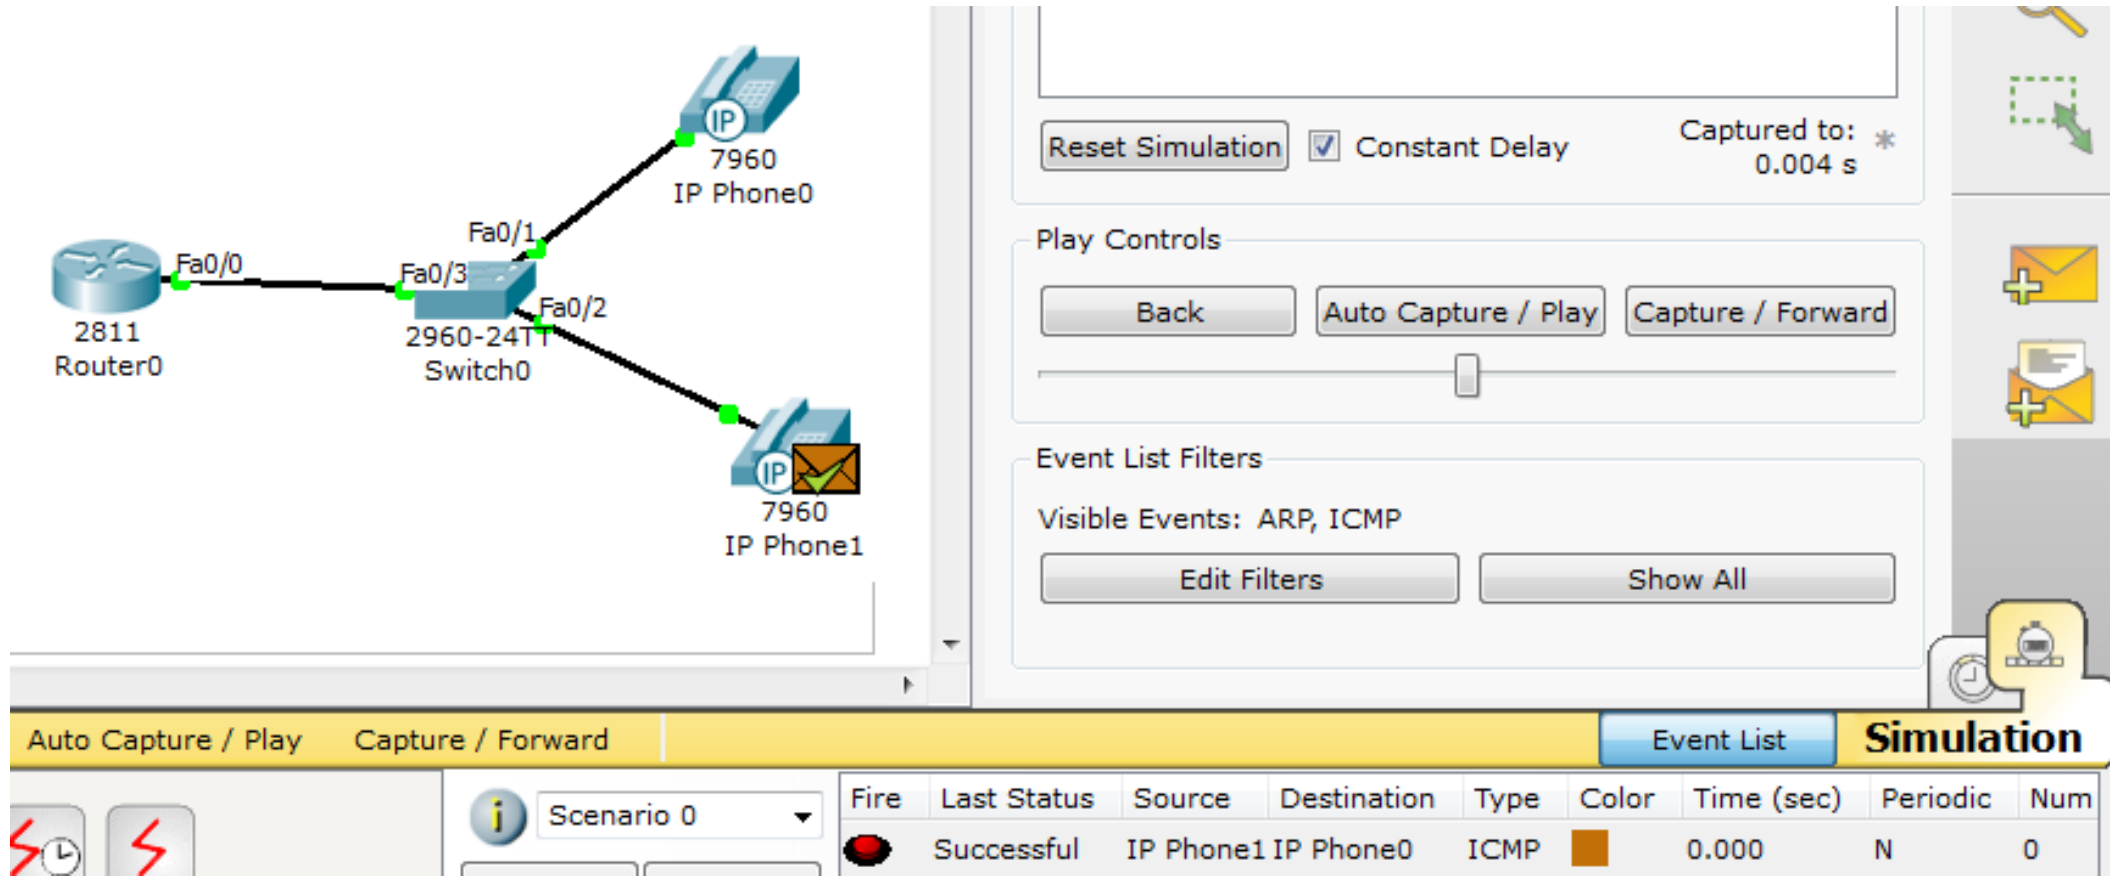 IP
7960
IP Phone0
Fa0/1
Fa0/0
Fa0/3
Fa0/2
2811
Router0
2960-24TT
Switch0
IP
7960
IP Phone1
Reset Simulation
Constant Delay
Captured to:
0.004 s
*
Play Controls
Back
Auto Capture / Play
Capture / Forward
Event List Filters
Visible Events: ARP, ICMP
Edit Filters
Show All
Auto Capture / Play
Capture / Forward
Event List
Simulation
i
Scenario 0
Fire Last Status Source Destination Type Color Time (sec) Periodic Num
Successful IP Phone1 IP Phone0 ICMP 0.000 N 0